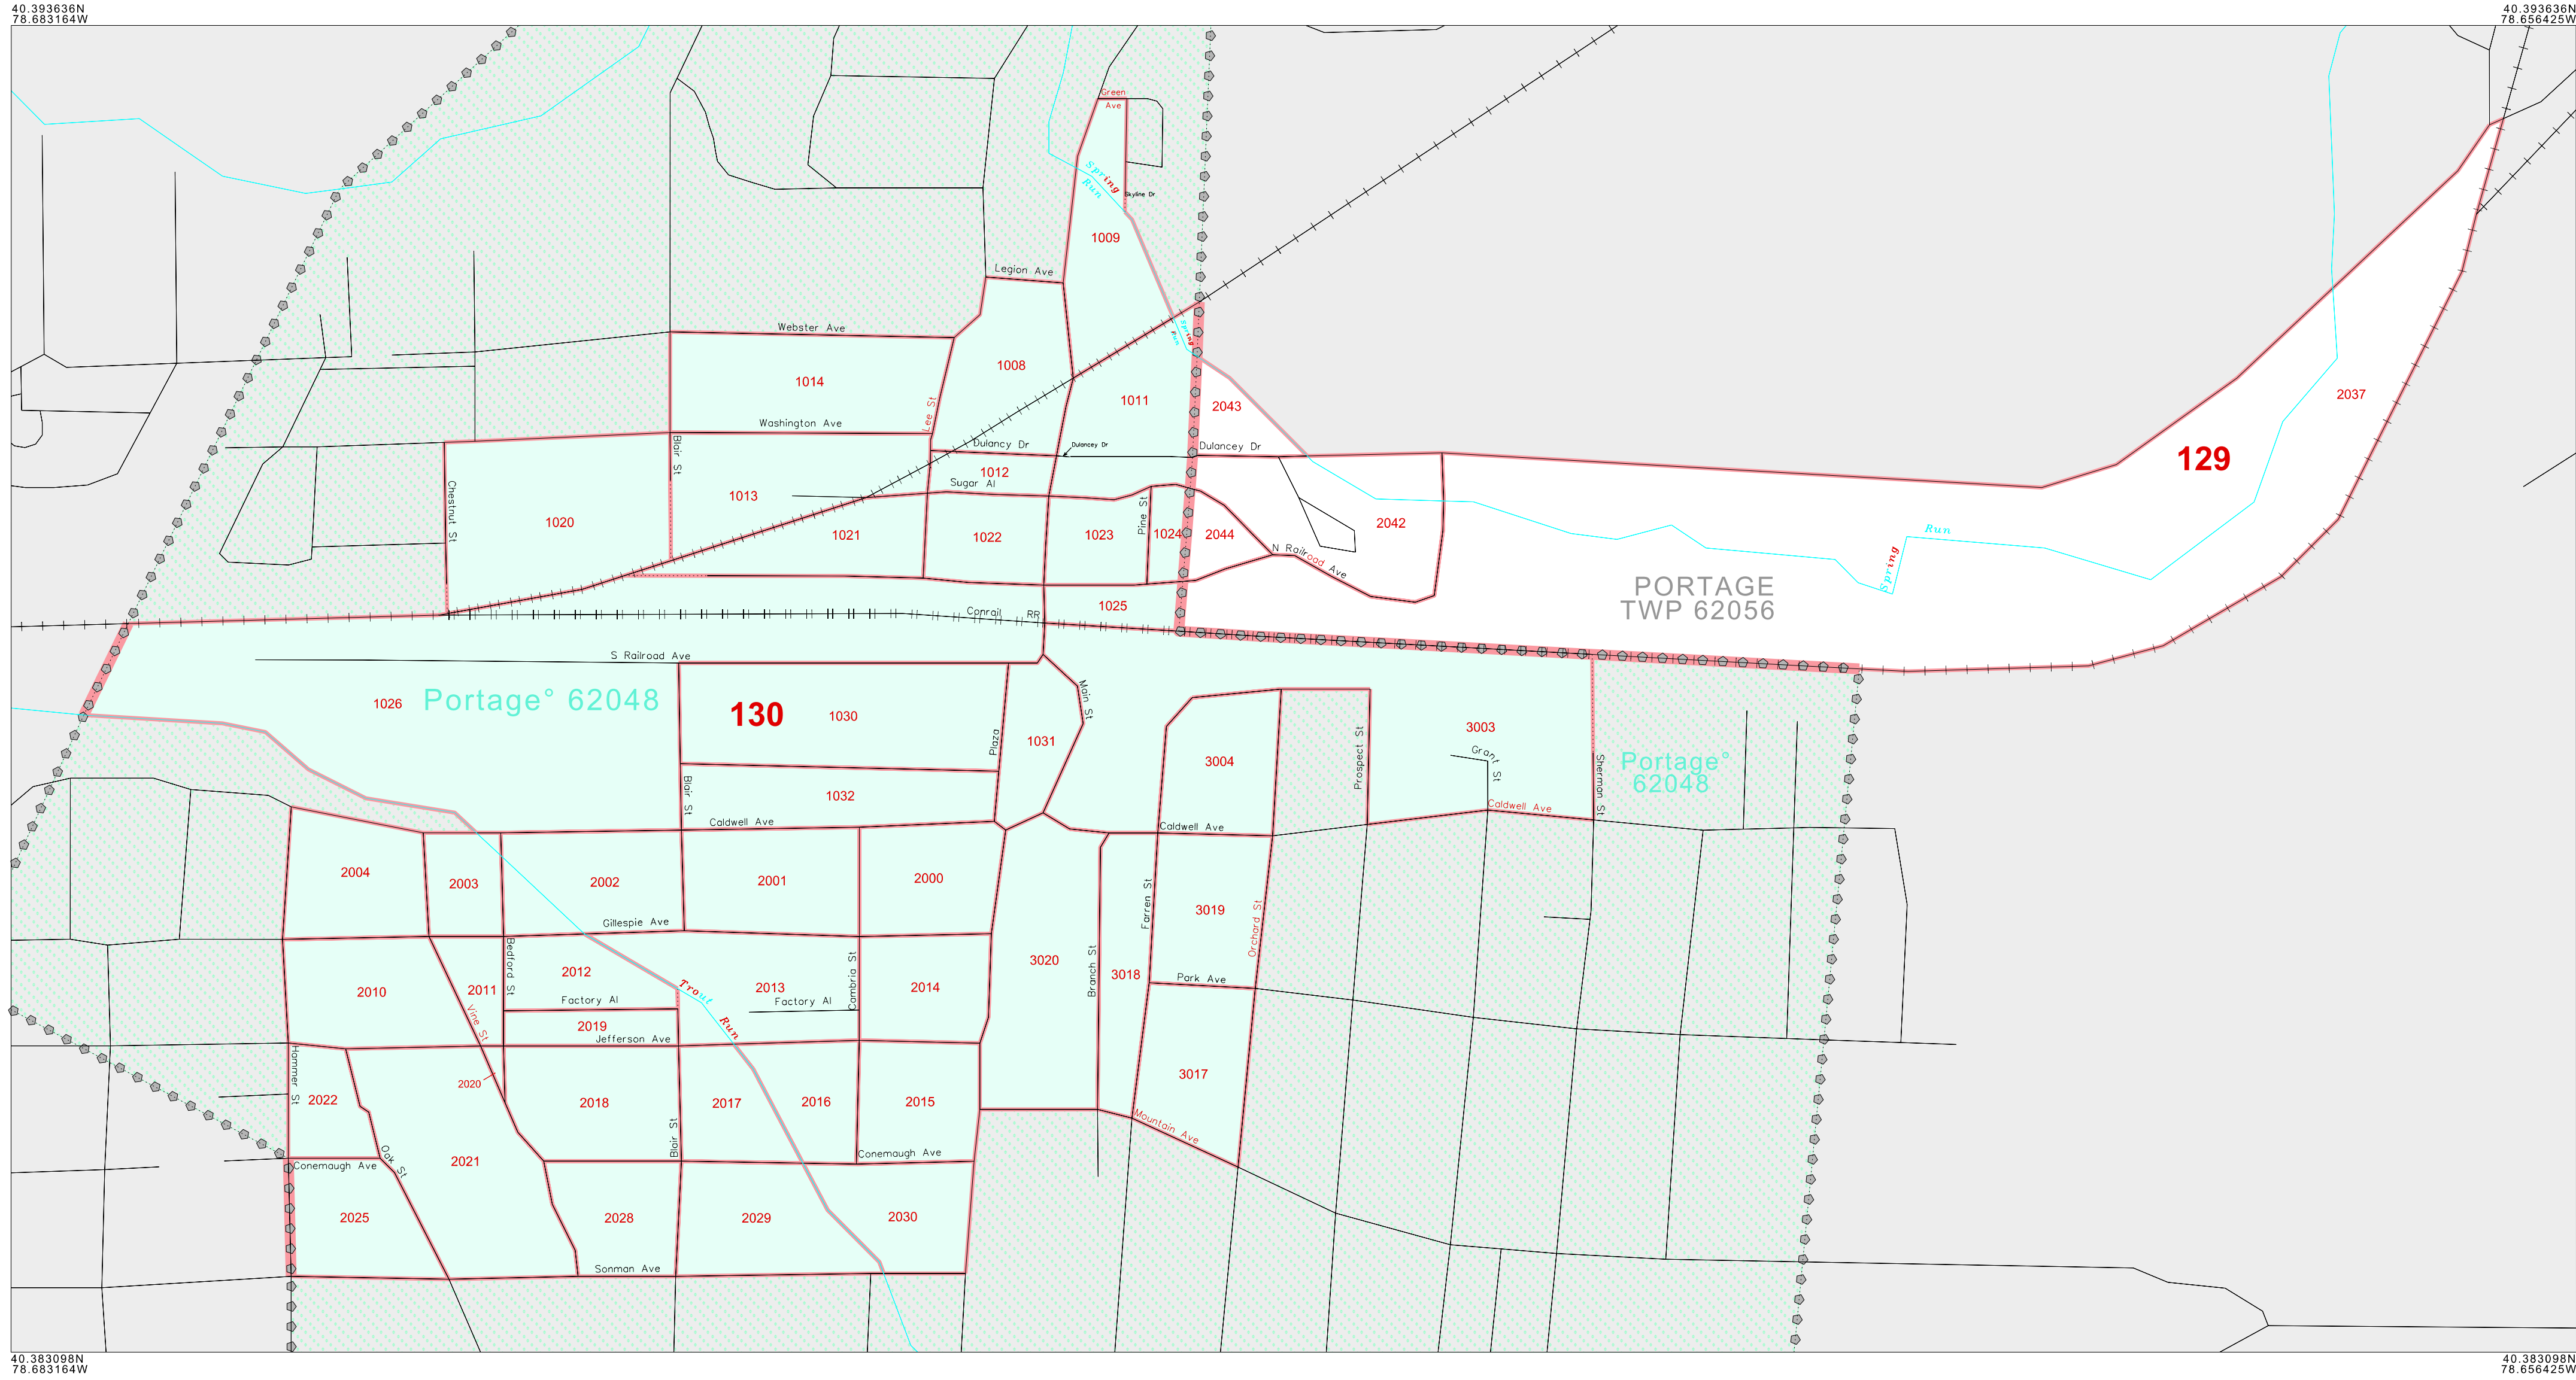 40.393636N
78.683164W
40.393636N
78.656425W
Green
Ave
Spring
Run
Skyline Dr
1009
Legion Ave
Webster Ave
Spring
Run
1008
1014
2037
Lee St
1011
2043
Washington Ave
Blair St
Dulancy Dr
Dulancey Dr
Dulancey Dr
129
1012
Sugar Al
Chestnut St
1013
Pine St
1020
1021
1022
1023
1024
2044
2042
Run
Spring
N Railroad Ave
PORTAGE
TWP 62056
1025
Conrail RR
S Railroad Ave
Portage° 62048
1026
130
1030
Main St
Plaza
1031
3003
Grant St
Prospect St
3004
Portage°
62048
Sherman St
Blair St
1032
Caldwell Ave
Caldwell Ave
Caldwell Ave
2004
2003
2002
2001
2000
Farren St
3019
Orchard St
Gillespie Ave
Bedford St
2012
Cambria St
3020
Branch St
3018
Park Ave
2010
2011
2013
2014
Trout
Run
Factory Al
Factory Al
Vine St
2019
Jefferson Ave
Hammer St
2020
2022
2018
2017
2016
2015
3017
Mountain Ave
Blair St
Conemaugh Ave
Conemaugh Ave
Oak St
2021
2025
2028
2029
2030
Sonman Ave
40.383098N
78.683164W
40.383098N
78.656425W